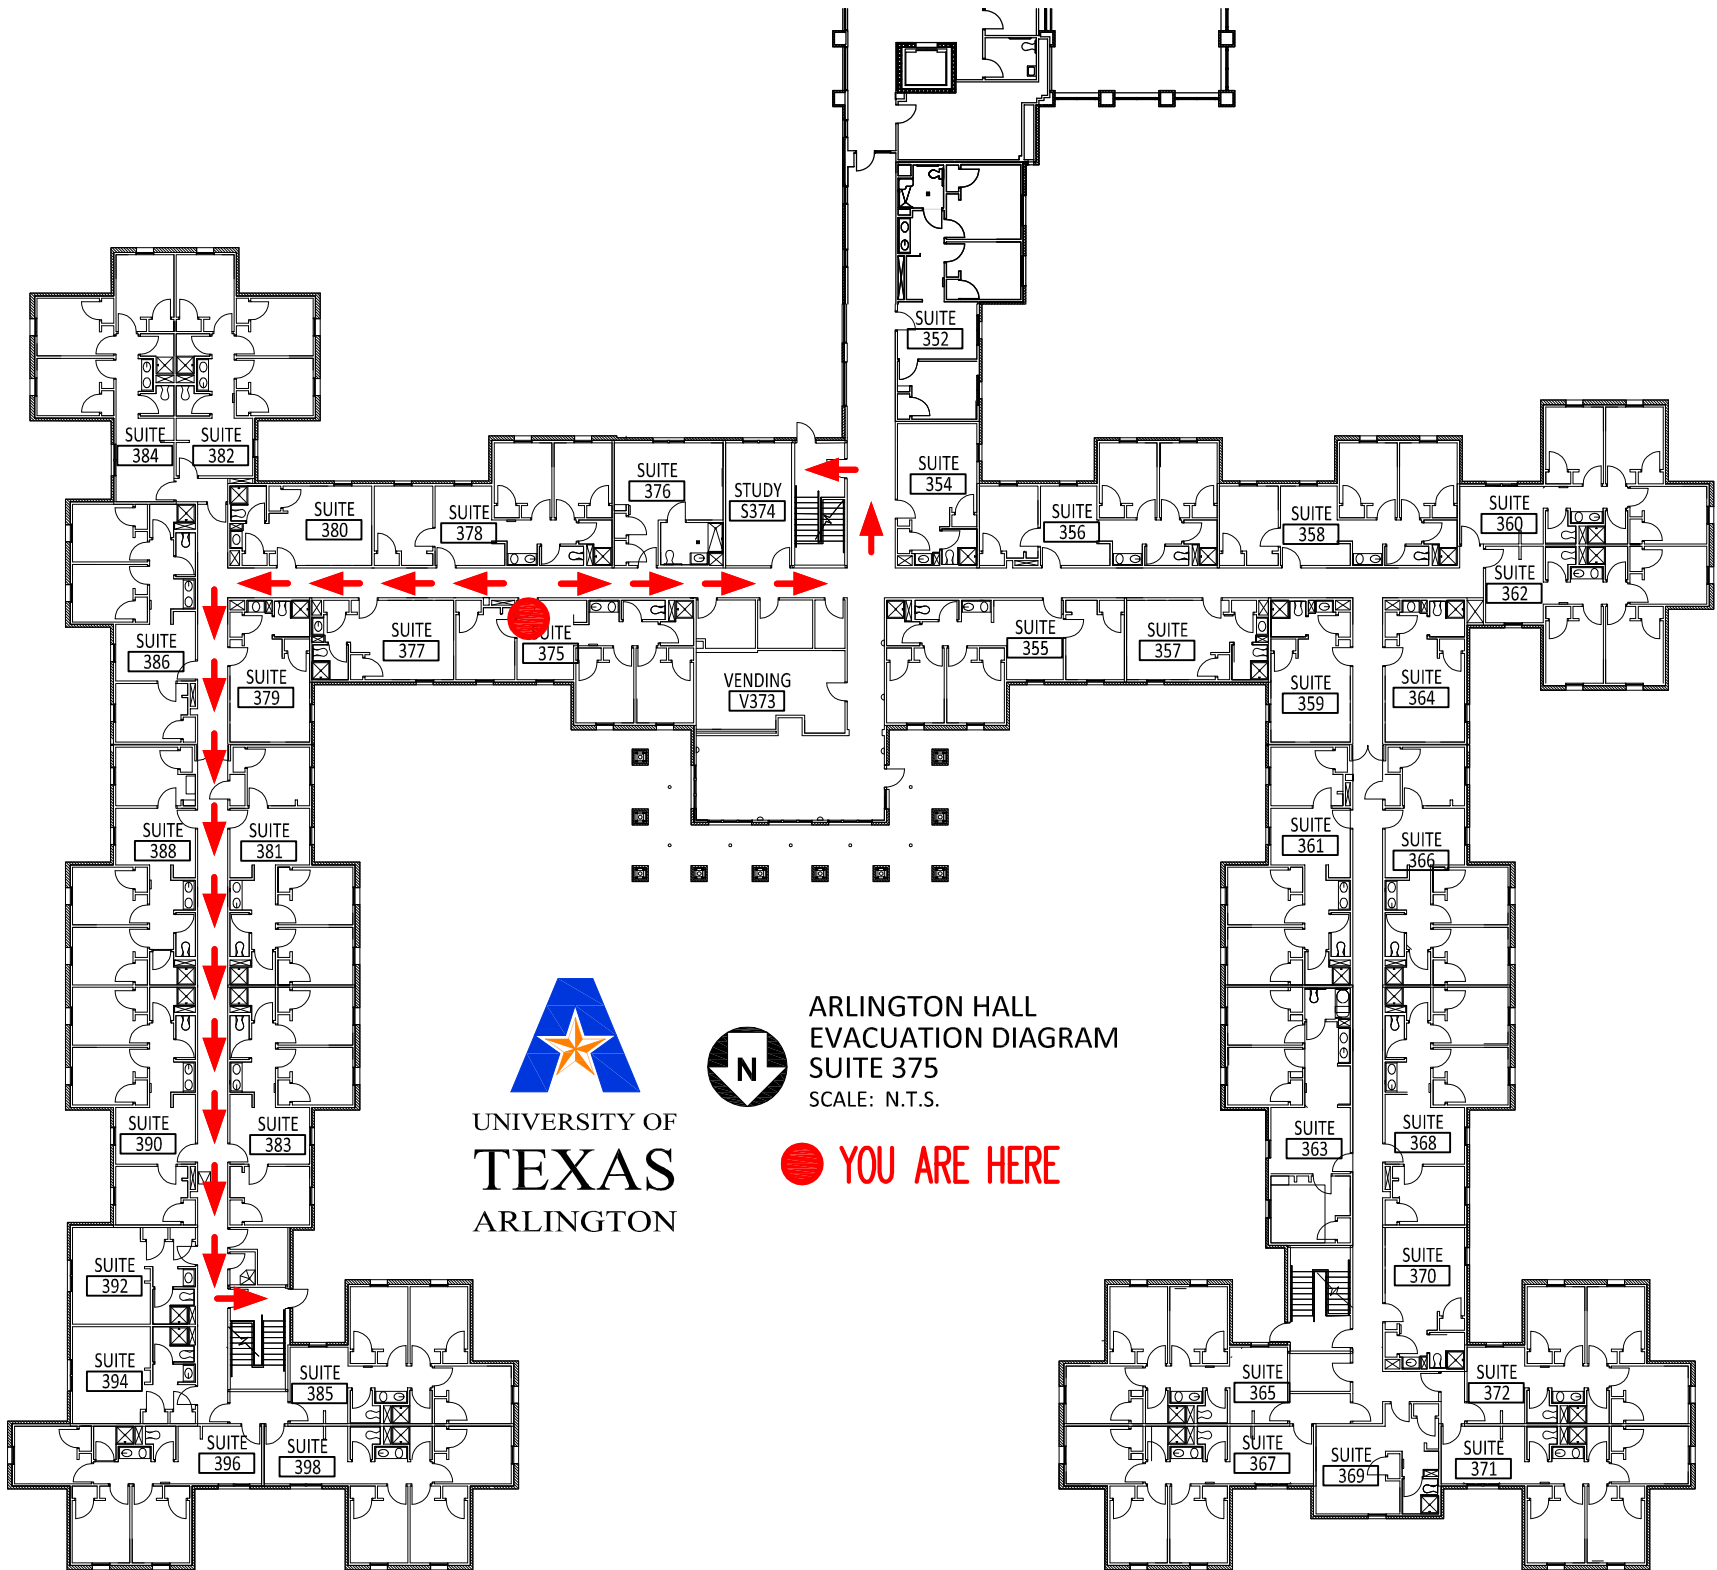 SUITE
352
SUITE
384
SUITE
382
SUITE
376
STUDY
S374
SUITE
354
SUITE
380
SUITE
378
SUITE
356
SUITE
358
SUITE
360
SUITE
362
SUITE
386
SUITE
379
SUITE
377
SUITE
375
VENDING
V373
SUITE
355
SUITE
357
SUITE
359
SUITE
364
SUITE
388
SUITE
381
SUITE
361
SUITE
366
SUITE
390
SUITE
383
SUITE
363
SUITE
368
N
ARLINGTON HALL
EVACUATION DIAGRAM
SUITE 375
SCALE: N.T.S.
UNIVERSITY OF
TEXAS
ARLINGTON
YOU ARE HERE
SUITE
392
SUITE
394
SUITE
385
SUITE
396
SUITE
398
SUITE
370
SUITE
365
SUITE
372
SUITE
367
SUITE
369
SUITE
371